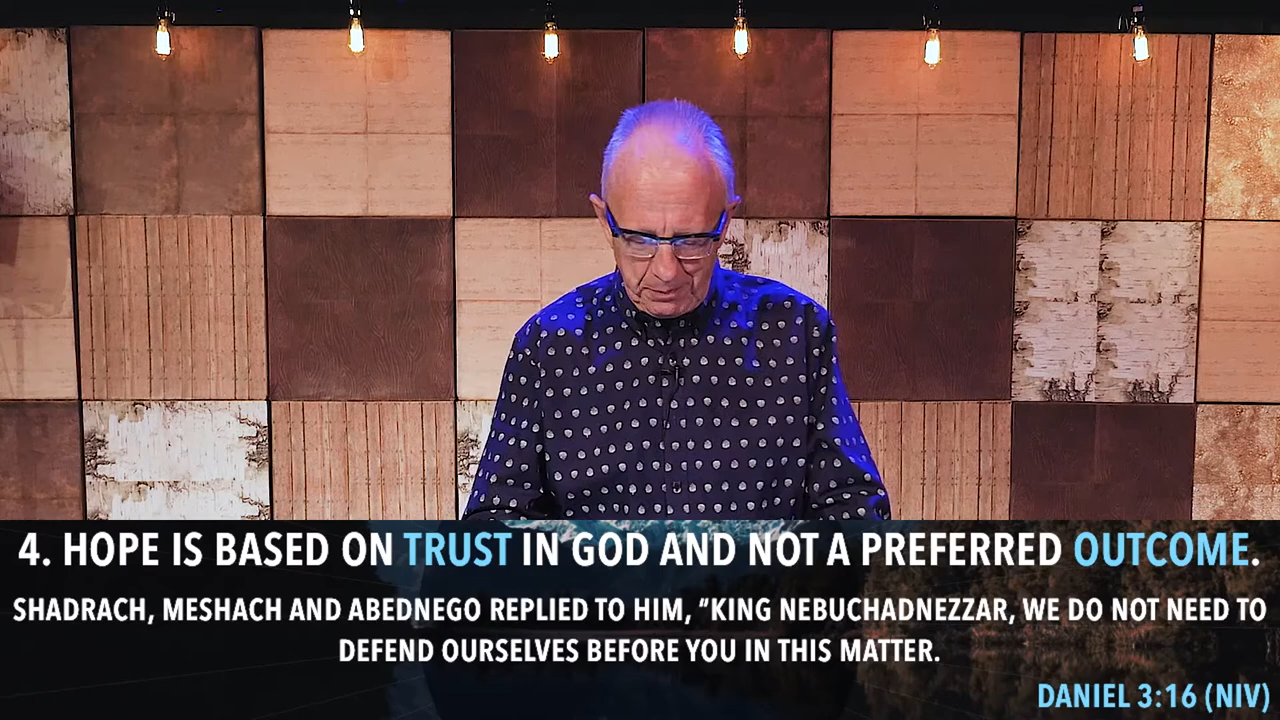 4. HOPE IS BASED ON TRUST IN GOD AND NOT A PREFERRED OUTCOME.
SHADRACH, MESHACH AND ABEDNEGO REPLIED TO HIM, "KING NEBUCHADNEZZAR, WE DO NOT NEED TO
DEFEND OURSELVES BEFORE YOU IN THIS MATTER.
DANIEL 3:16 (NIV)